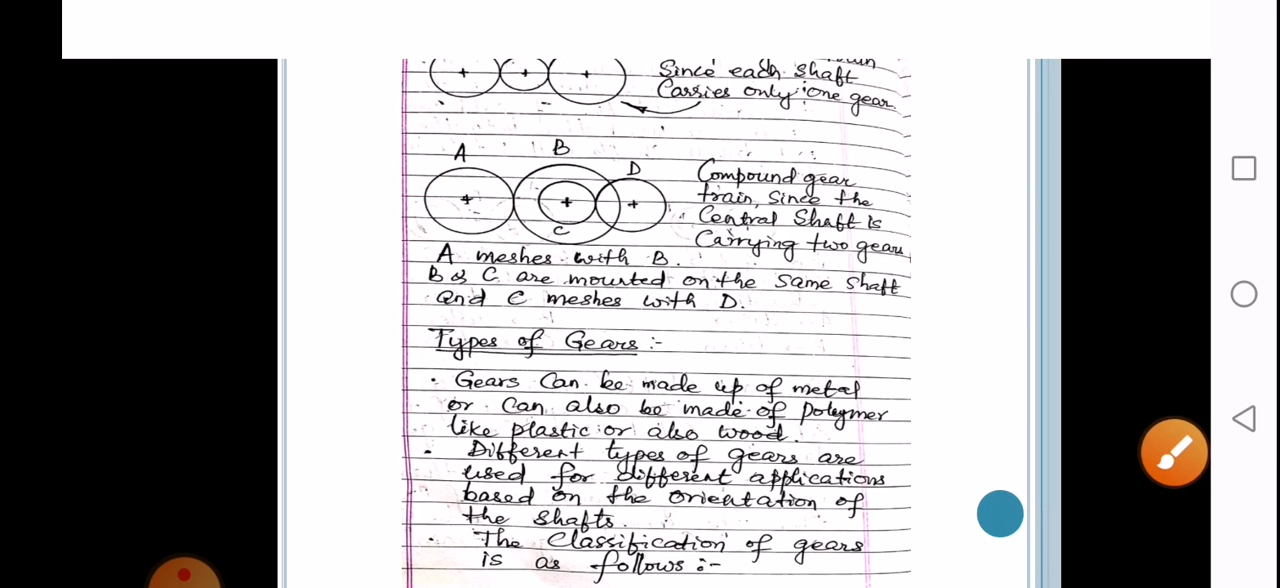 Since each shaft
Carries only one gear
A
B
D
C
Compound gear
train, since the
Central Shaft is
Carrying two gears
A meshes with B.
B & C are mounted on the same shaft
and C meshes with D.
Types of Gears :-
· Gears Can be made up of metal
or can also be made of polymer
like plastic or also wood.
· Different types of gears are
used for different applications
based on the orientation of
the shafts.
· The Classification of gears
is as follows :-